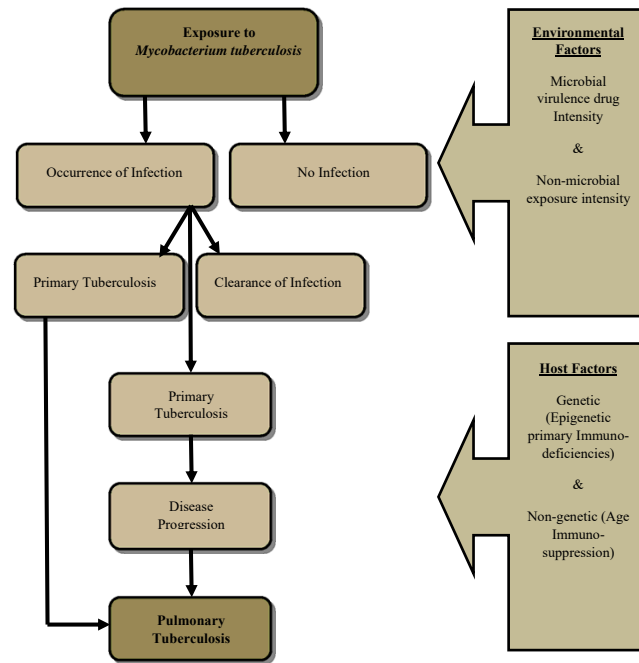 Exposure to
Mycobacterium tuberculosis
Occurrence of Infection
No Infection
Primary Tuberculosis
Clearance of Infection
Primary
Tuberculosis
Disease
Progression
Pulmonary
Tuberculosis
Environmental
Factors
Microbial
virulence drug
Intensity
&
Non-microbial
exposure intensity
Host Factors
Genetic
(Epigenetic
primary Immuno-
deficiencies)
&
Non-genetic (Age
Immuno-
suppression)